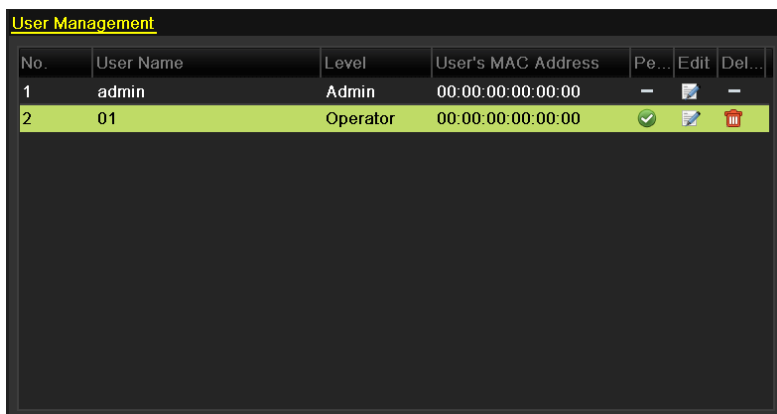 User Management
No. User Name Level User's MAC Address Pe... Edit Del...
1 admin Admin 00:00:00:00:00:00 –
2 01 Operator 00:00:00:00:00:00